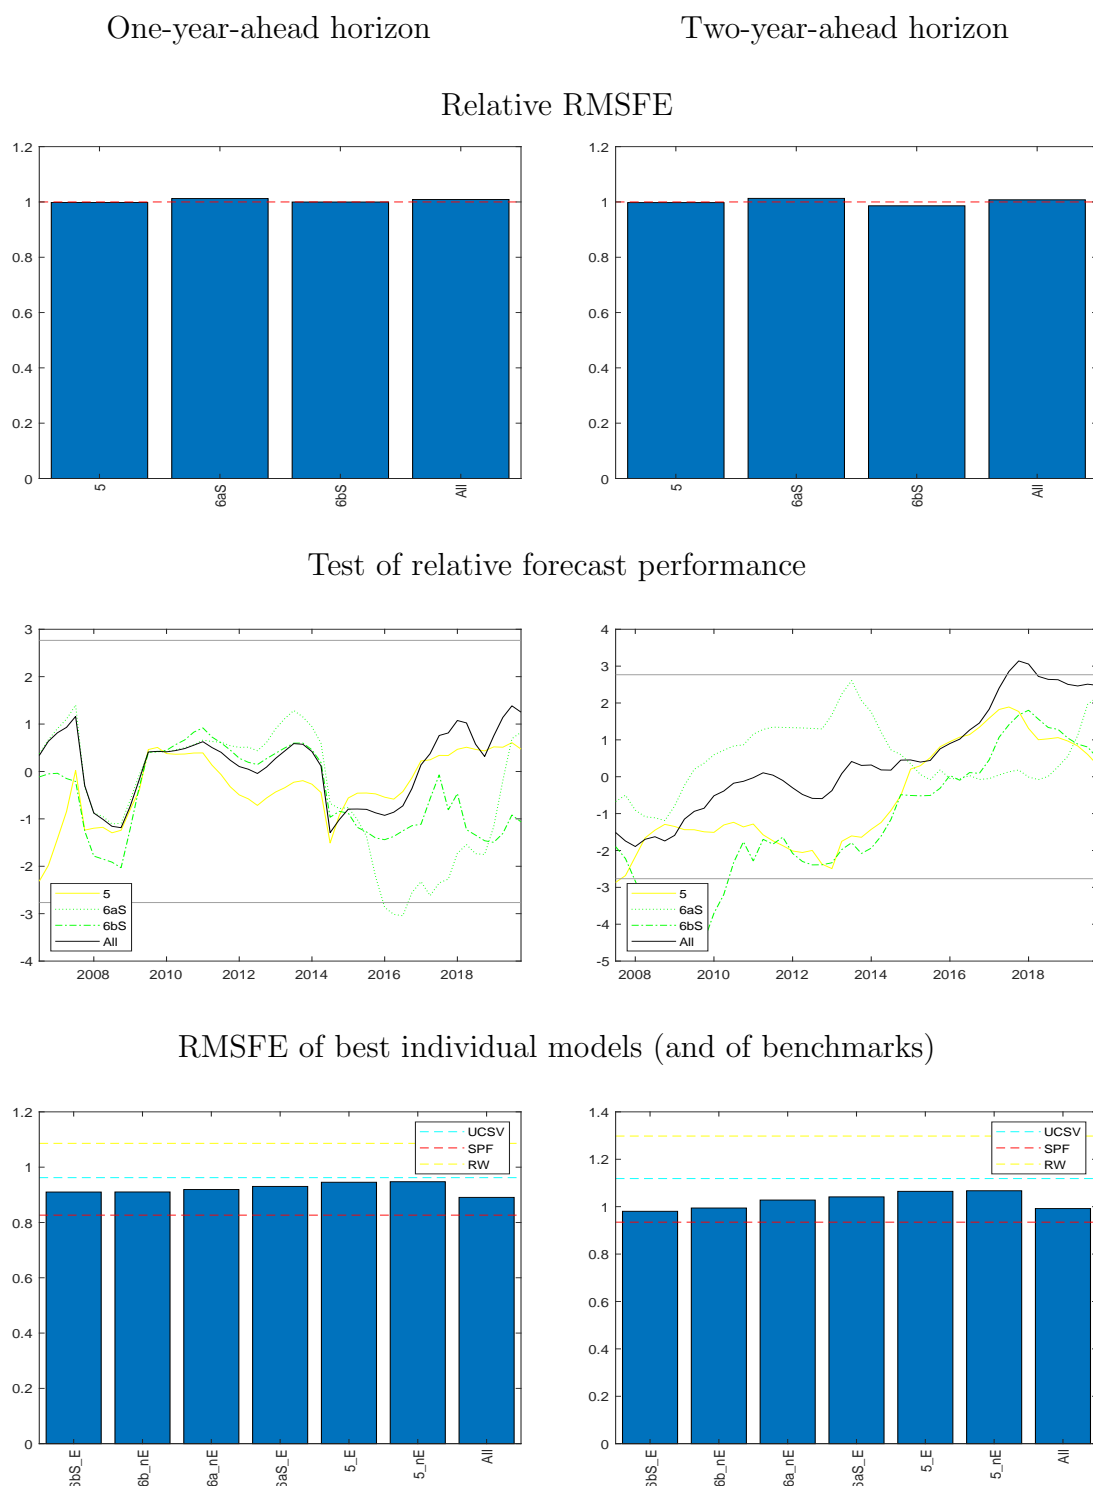 One-year-ahead horizon Two-year-ahead horizon
Relative RMSFE
1.2
1
0.8
0.6
0.4
0.2
0
5 6aS 6bS All
1.2
1
0.8
0.6
0.4
0.2
0
5 6aS 6bS All
Test of relative forecast performance
3
2
1
0
-1
-2
-3
-4
5
6aS
6bS
All
2008 2010 2012 2014 2016 2018
4
3
2
1
0
-1
-2
-3
-4
-5
5
6aS
6bS
All
2008 2010 2012 2014 2016 2018
RMSFE of best individual models (and of benchmarks)
1.2
1
0.8
0.6
0.4
0.2
0
UCSV
SPF
RW
6bS_E 6b_nE 6a_nE 6aS_E 5_E 5_nE All
1.4
1.2
1
0.8
0.6
0.4
0.2
0
UCSV
SPF
RW
6bS_E 6b_nE 6a_nE 6aS_E 5_E 5_nE All